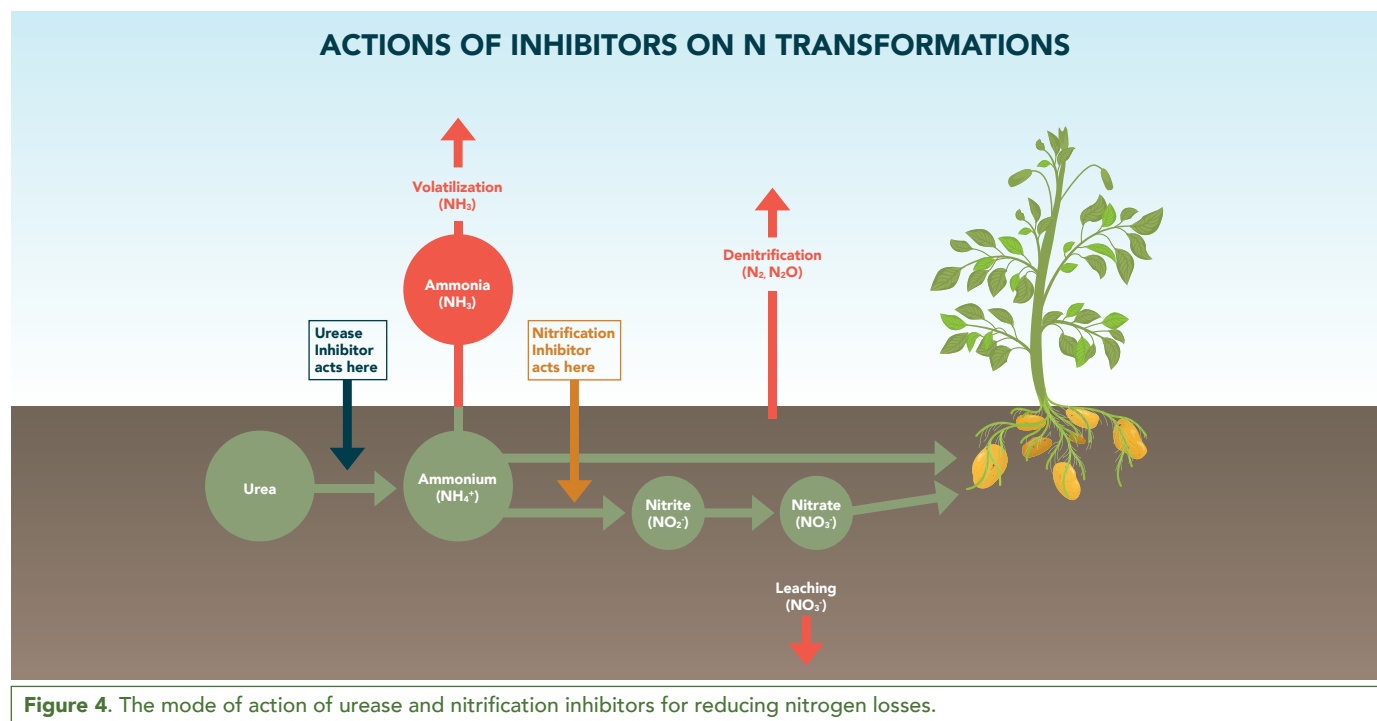 ACTIONS OF INHIBITORS ON N TRANSFORMATIONS
Volatilization
(NH₃)
Denitrification
(N₂, N₂O)
Ammonia
(NH₃)
Urease
Inhibitor
acts here
Nitrification
Inhibitor
acts here
Urea
Ammonium
(NH₄⁺)
Nitrite
(NO₂⁻)
Nitrate
(NO₃⁻)
Leaching
(NO₃⁻)
Figure 4. The mode of action of urease and nitrification inhibitors for reducing nitrogen losses.